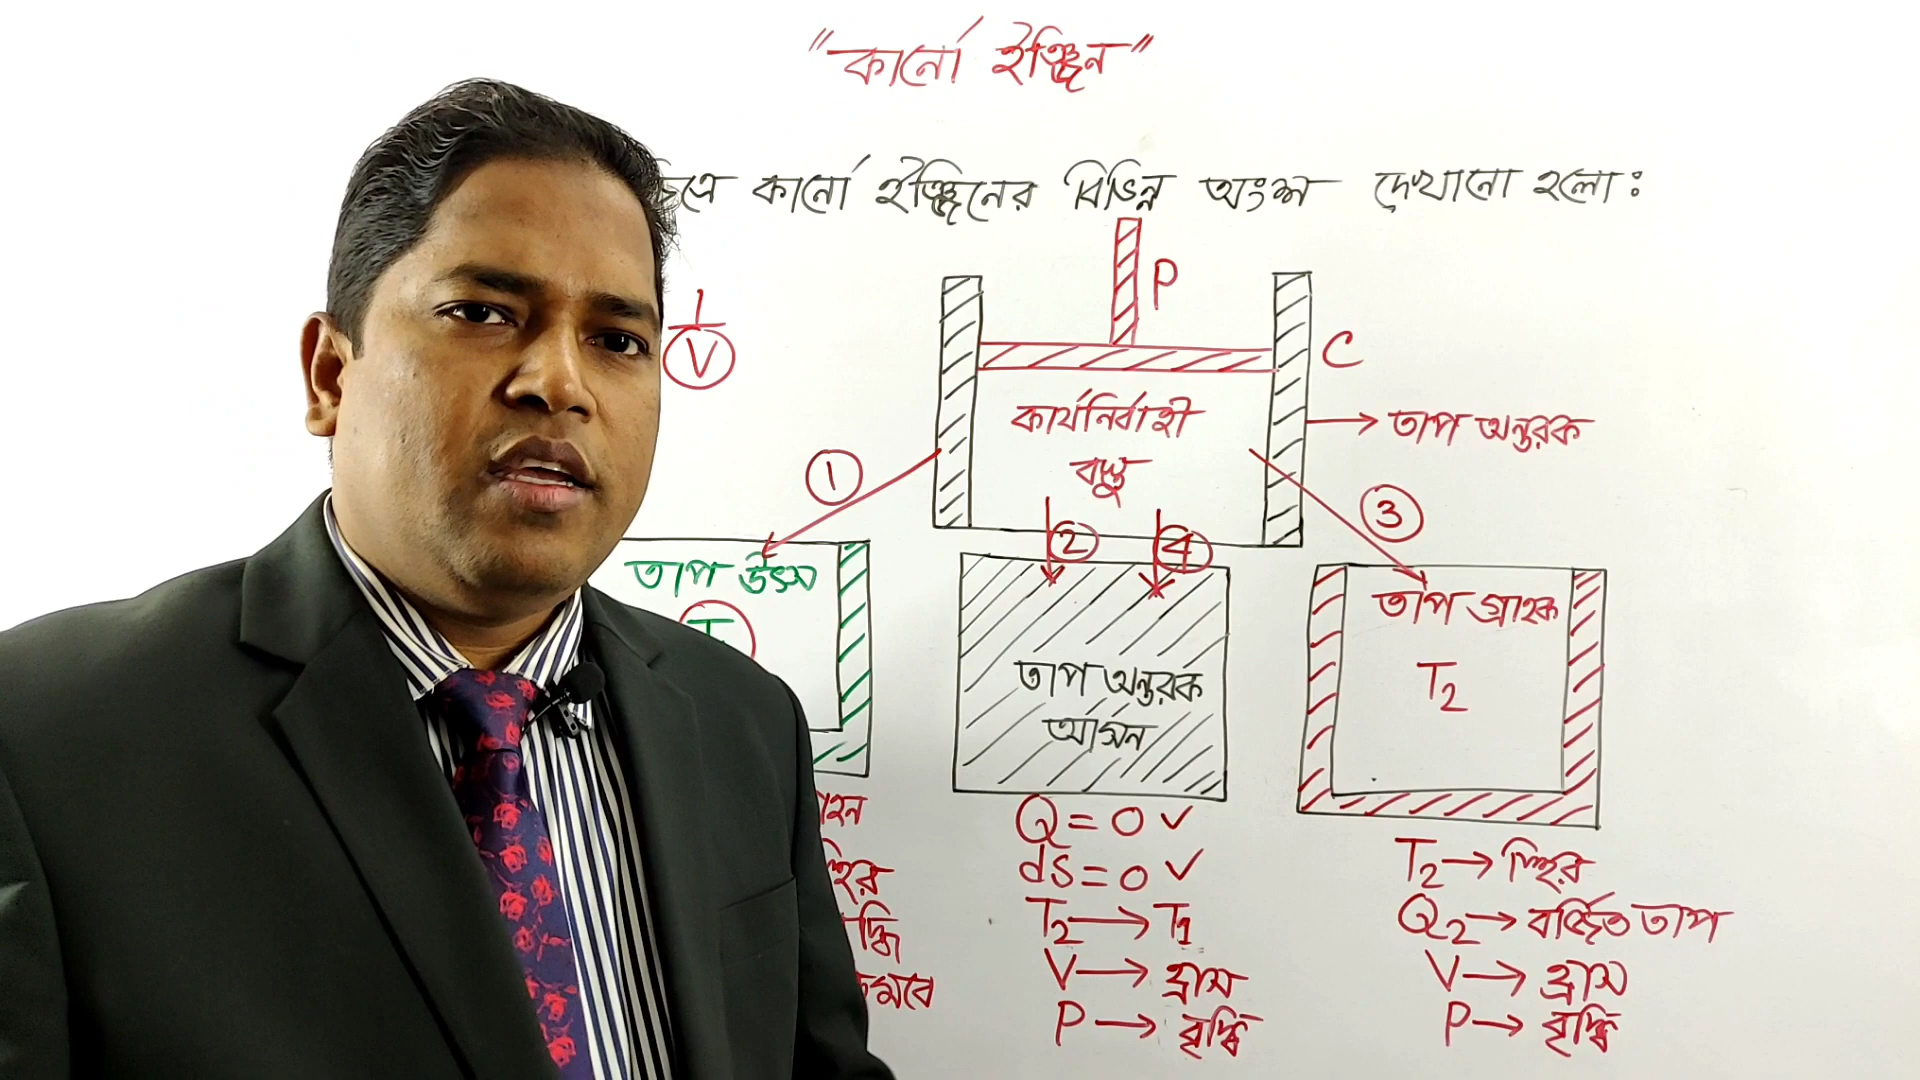 "কার্নো ইঞ্জিন"
চিত্রে কার্নো ইঞ্জিনের বিভিন্ন অংশ দেখানো হলো:
P
1
V
C
কার্যনির্বাহী
বস্তু
তাপ অন্তরক
1
3
2
4
তাপ উৎস
T
তাপ অন্তরক
আসন
তাপ গ্রাহক
T2
স্থির
দ্ধি
কমবে
Q = 0 ✓
ds = 0 ✓
T2 → T1
V → হ্রাস
P → বৃদ্ধি
T2 → স্থির
Q2 → বর্জিত তাপ
V → হ্রাস
P → বৃদ্ধি